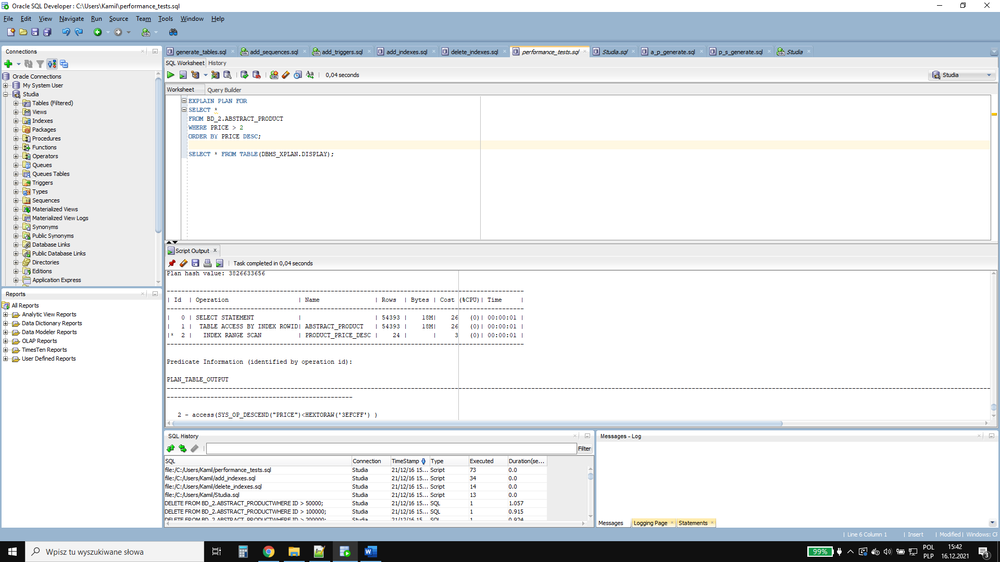 Oracle SQL Developer : C:\Users\Kamil\performance_tests.sql
File Edit View Navigate Run Source Team Tools Window Help
Connections
Oracle Connections
My System User
Studia
Tables (Filtered)
Views
Indexes
Packages
Procedures
Functions
Operators
Queues
Queues Tables
Triggers
Types
Sequences
Materialized Views
Materialized View Logs
Synonyms
Public Synonyms
Database Links
Public Database Links
Directories
Editions
Application Express
Reports
All Reports
Analytic View Reports
Data Dictionary Reports
Data Modeler Reports
OLAP Reports
TimesTen Reports
User Defined Reports
generate_tables.sql add_sequences.sql add_triggers.sql add_indexes.sql delete_indexes.sql performance_tests.sql Studia.sql a_p_generate.sql p_s_generate.sql Studia
SQL Worksheet History
0,04 seconds
Studia
Worksheet Query Builder
EXPLAIN PLAN FOR
SELECT *
FROM BD_2.ABSTRACT_PRODUCT
WHERE PRICE > 2
ORDER BY PRICE DESC;
SELECT * FROM TABLE(DBMS_XPLAN.DISPLAY);
Script Output x
Task completed in 0,04 seconds
Plan hash value: 3826633656
| Id | Operation | Name | Rows | Bytes | Cost (%CPU)| Time |
| 0 | SELECT STATEMENT | | 54393 | 18M| 26 (0)| 00:00:01 |
| 1 | TABLE ACCESS BY INDEX ROWID| ABSTRACT_PRODUCT | 54393 | 18M| 26 (0)| 00:00:01 |
|* 2 | INDEX RANGE SCAN | PRODUCT_PRICE_DESC | 24 | | 3 (0)| 00:00:01 |
Predicate Information (identified by operation id):
PLAN_TABLE_OUTPUT
2 - access(SYS_OP_DESCEND("PRICE")<HEXTORAW('3EFCFF') )
SQL History
Filter
SQL Connection TimeStamp Type Executed Duration(se...
file:/C:/Users/Kamil/performance_tests.sql Studia 21/12/16 15... Script 73 0.0
file:/C:/Users/Kamil/add_indexes.sql Studia 21/12/16 15... Script 34 0.0
file:/C:/Users/Kamil/delete_indexes.sql Studia 21/12/16 15... Script 14 0.0
file:/C:/Users/Kamil/Studia.sql Studia 21/12/16 15... Script 13 0.0
DELETE FROM BD_2.ABSTRACT_PRODUCTWHERE ID > 50000; Studia 21/12/16 15... SQL 1 1.057
DELETE FROM BD_2.ABSTRACT_PRODUCTWHERE ID > 100000; Studia 21/12/16 15... SQL 1 0.915
DELETE FROM BD_2.ABSTRACT_PRODUCTWHERE ID > 200000; Studia 21/12/16 15... SQL 1 0.924
Messages - Log
Messages Logging Page Statements
| Line 6 Column 1 | Insert | Modified | Windows: CF
Wpisz tu wyszukiwane słowa
99%
POL
PLP
15:42
16.12.2021
3